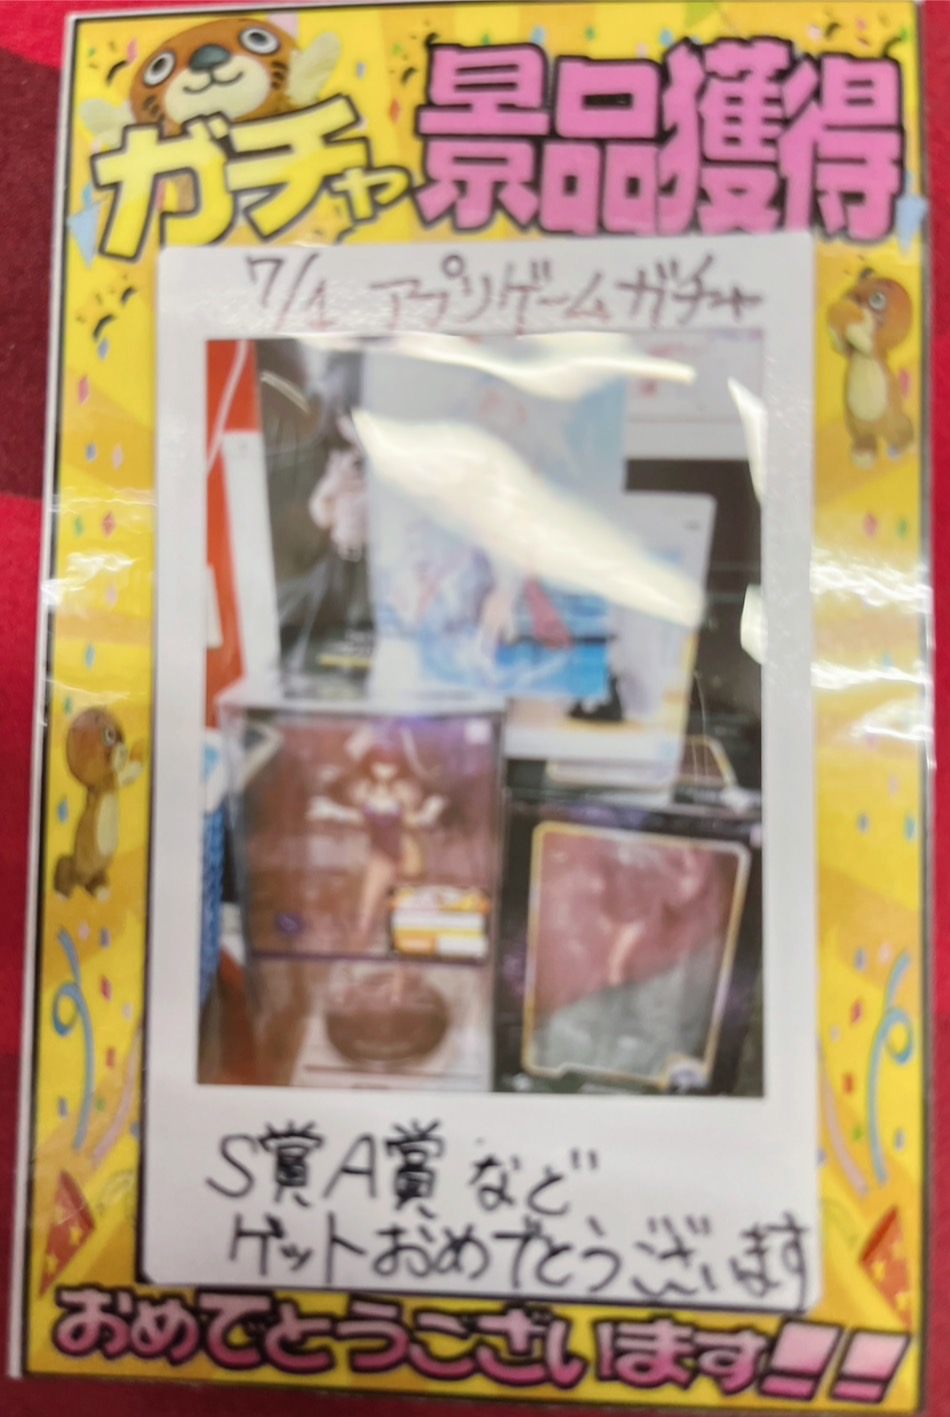 ガチャ 景品獲得
7/1 アプリゲームガチャ
S賞A賞など
ゲットおめでとうございます
おめでとうございます!!